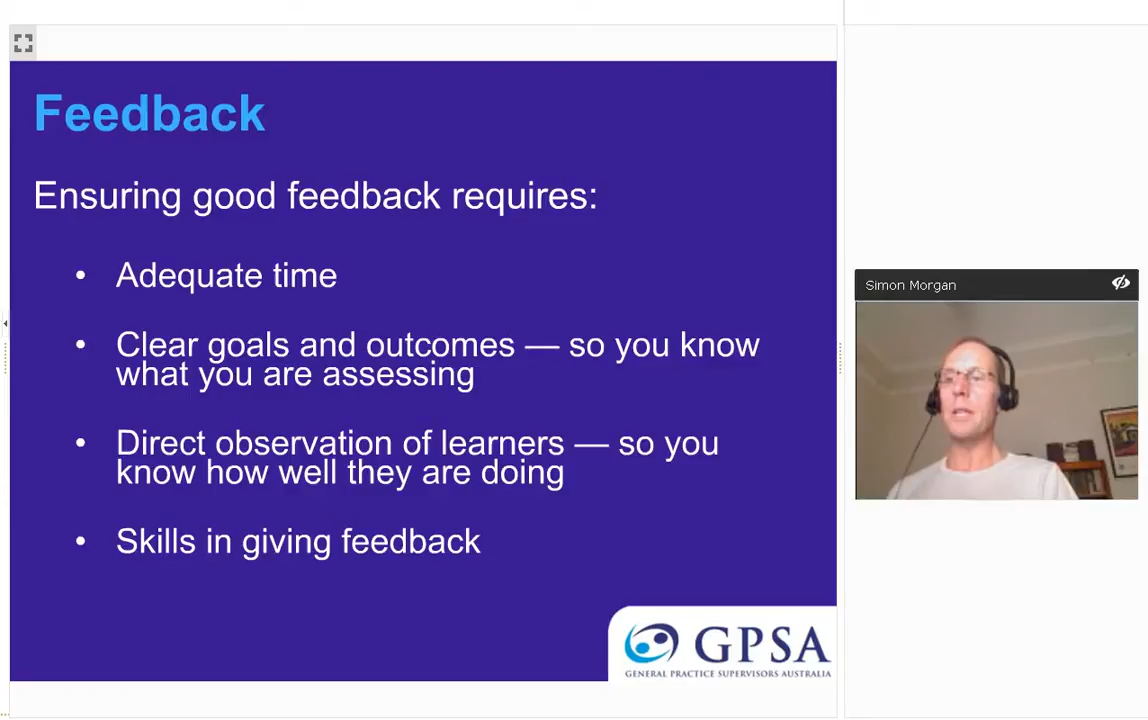 Feedback
Ensuring good feedback requires:
• Adequate time
• Clear goals and outcomes — so you know
what you are assessing
• Direct observation of learners — so you
know how well they are doing
• Skills in giving feedback
GPSA
GENERAL PRACTICE SUPERVISORS AUSTRALIA
Simon Morgan